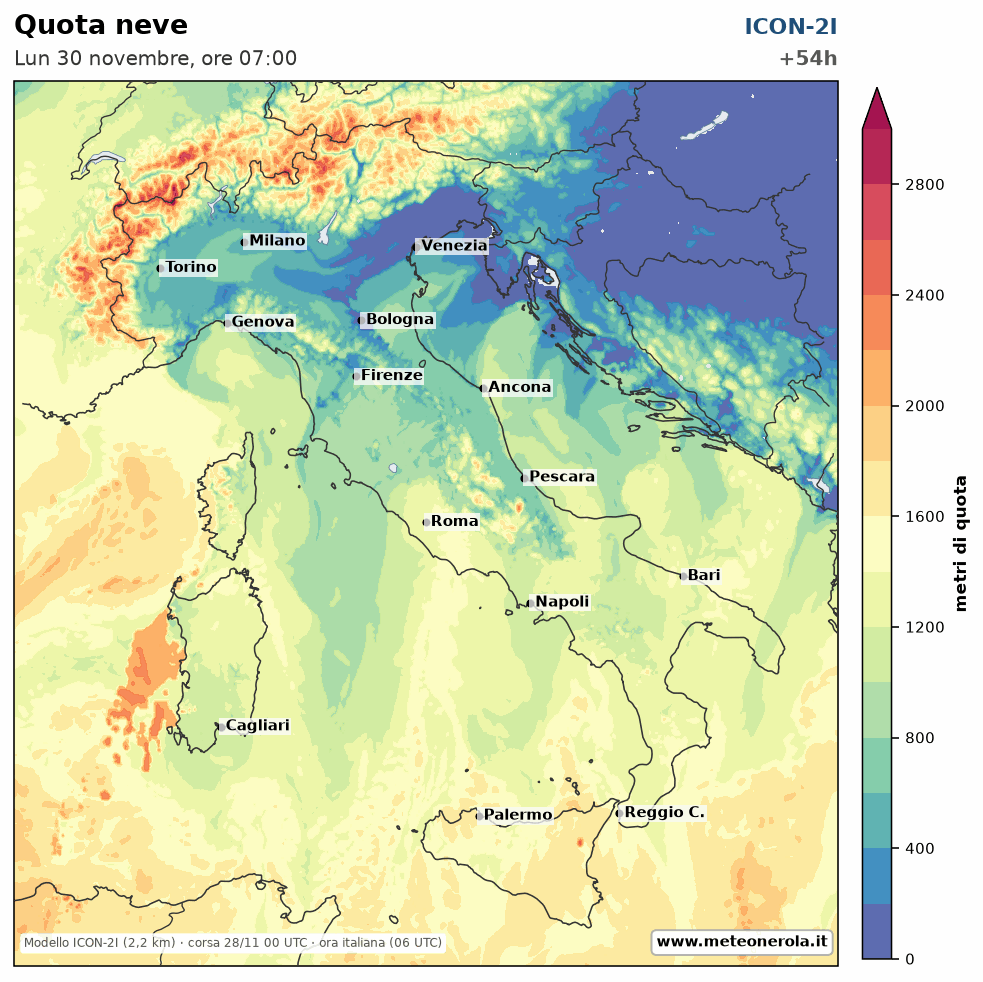 Quota neve
ICON-2I
Lun 30 novembre, ore 07:00
+54h
Milano
Venezia
Torino
Genova
Bologna
Firenze
Ancona
Pescara
Roma
Bari
Napoli
Cagliari
Palermo
Reggio C.
2800
2400
2000
1600
1200
800
400
0
metri di quota
Modello ICON-2I (2,2 km) · corsa 28/11 00 UTC · ora italiana (06 UTC)
www.meteonerola.it